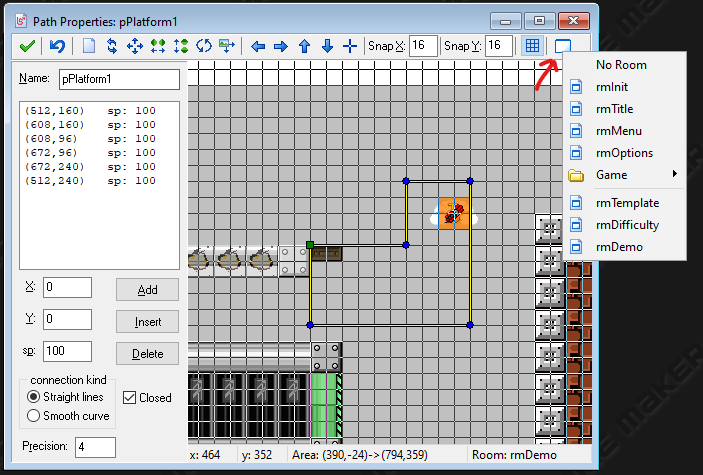 Path Properties: pPlatform1
Snap X: 16 Snap Y: 16
Name: pPlatform1
(512,160) sp: 100
(608,160) sp: 100
(608,96) sp: 100
(672,96) sp: 100
(672,240) sp: 100
(512,240) sp: 100
X: 0 Add
Y: 0 Insert
sp: 100 Delete
connection kind
Straight lines
Smooth curve
Closed
Precision: 4
x: 464 y: 352 Area: (390,-24)->(794,359) Room: rmDemo
No Room
rmInit
rmTitle
rmMenu
rmOptions
Game
rmTemplate
rmDifficulty
rmDemo